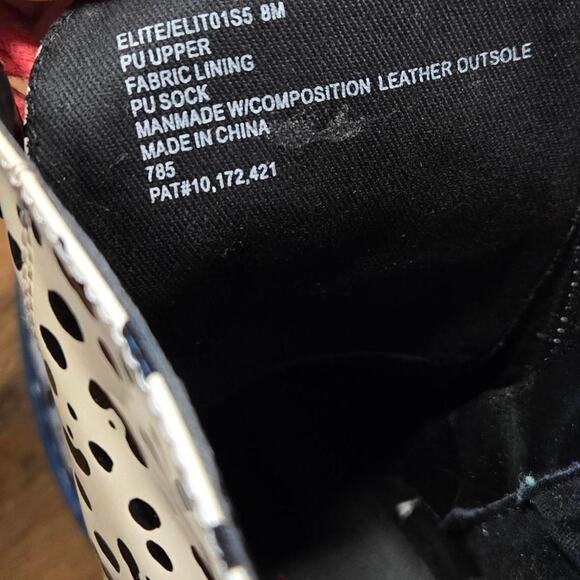 ELITE/ELIT01S5 8M
PU UPPER
FABRIC LINING
PU SOCK
MANMADE W/COMPOSITION LEATHER OUTSOLE
MADE IN CHINA
785
PAT#10,172,421